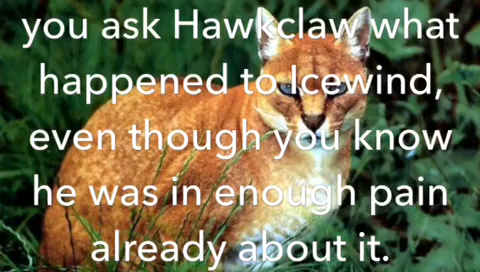 you ask Hawkclaw what
happened to Icewind,
even though you know
he was in enough pain
already about it.